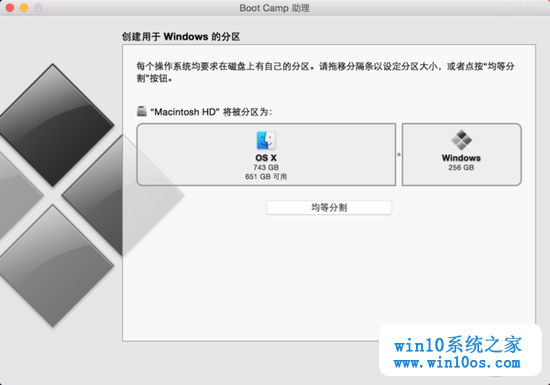 Boot Camp 助理
创建用于 Windows 的分区
每个操作系统均要求在磁盘上有自己的分区。请拖移分隔条以设定分区大小，或者点按“均等分
割”按钮。
“Macintosh HD” 将被分区为：
OS X
743 GB
651 GB 可用
Windows
256 GB
均等分割
win10系统之家
www.win10os.com